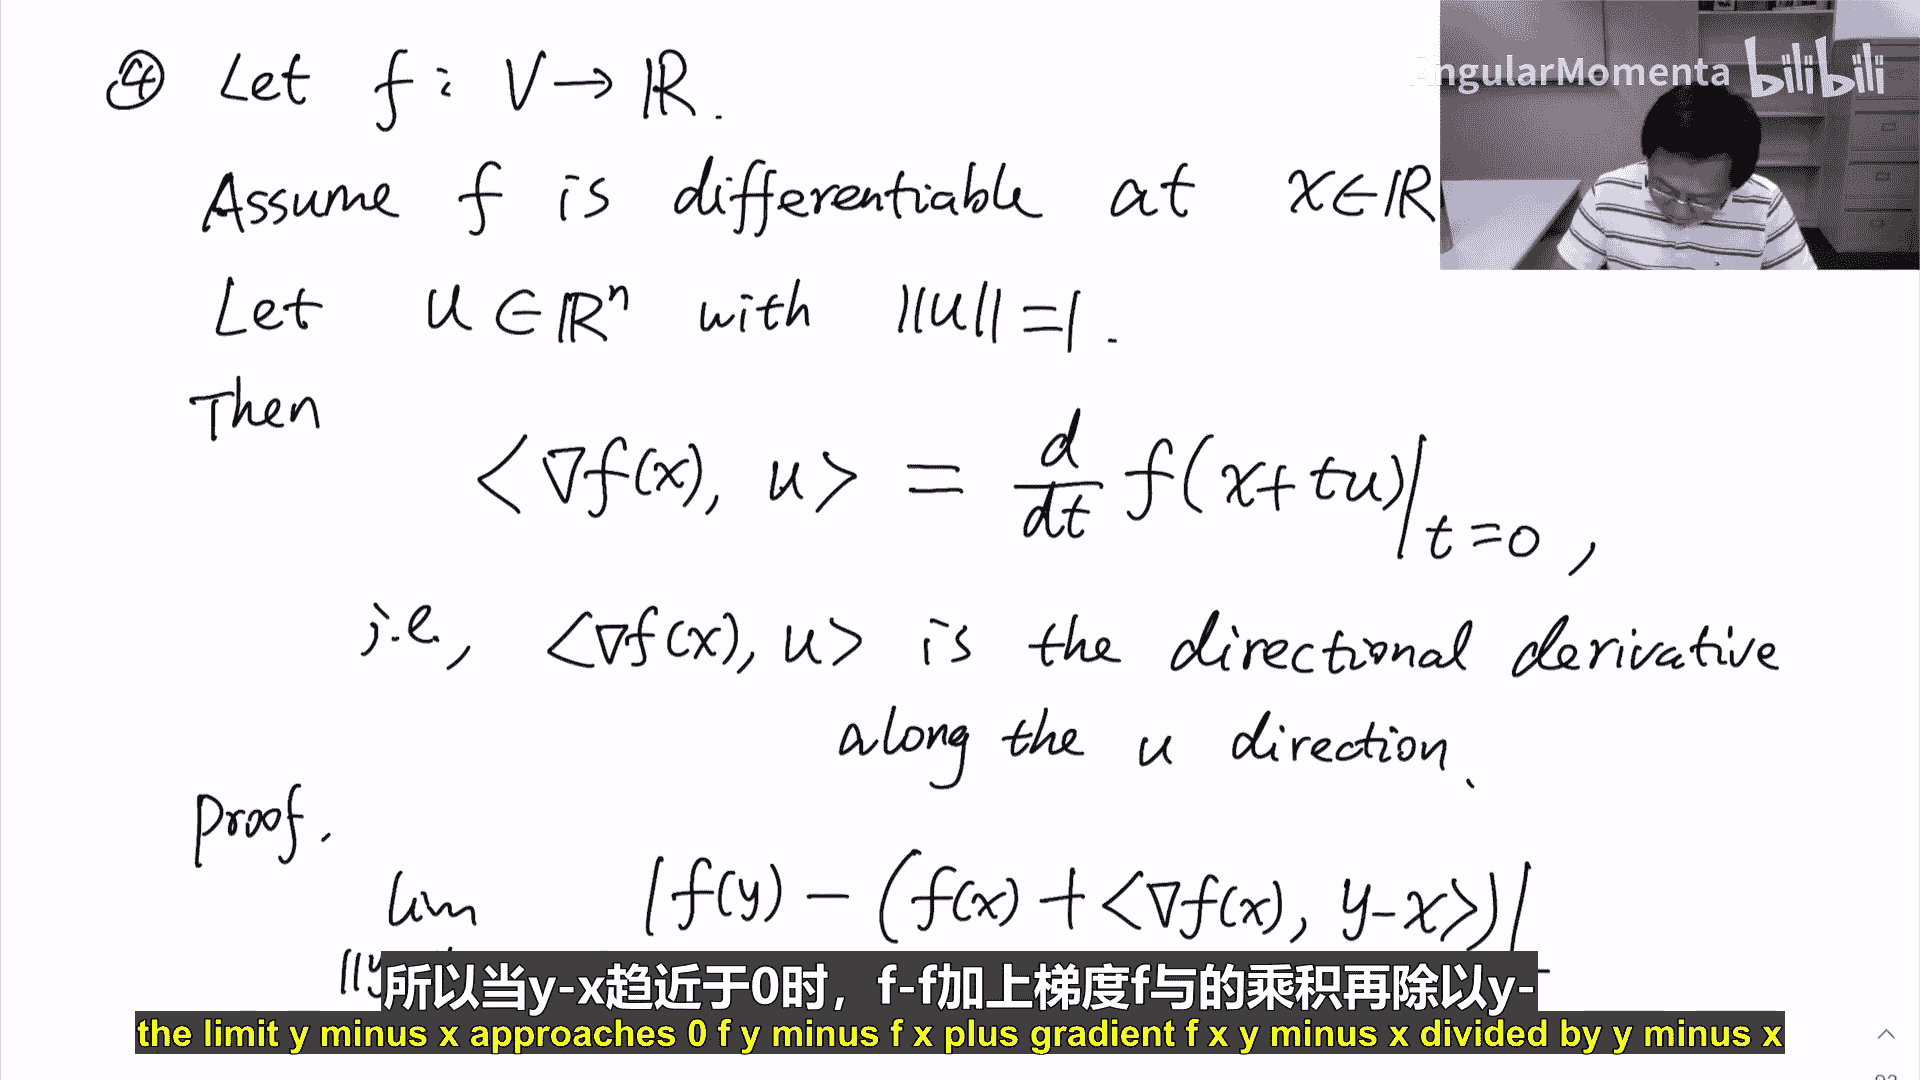 ④ Let f: V→ℝ.
ngularMomenta bilibili
Assume f is differentiable at x∈ℝ
Let u∈ℝⁿ with ||u||=1.
Then
<∇f(x), u> = d/dt f(x+tu)|t=0,
i.e., <∇f(x), u> is the directional derivative
along the u direction.
Proof.
lim |f(y) - (f(x) + <∇f(x), y-x>)|
||y
所以当y-x趋近于0时，f-f加上梯度f与的乘积再除以y-
the limit y minus x approaches 0 f y minus f x plus gradient f x y minus x divided by y minus x